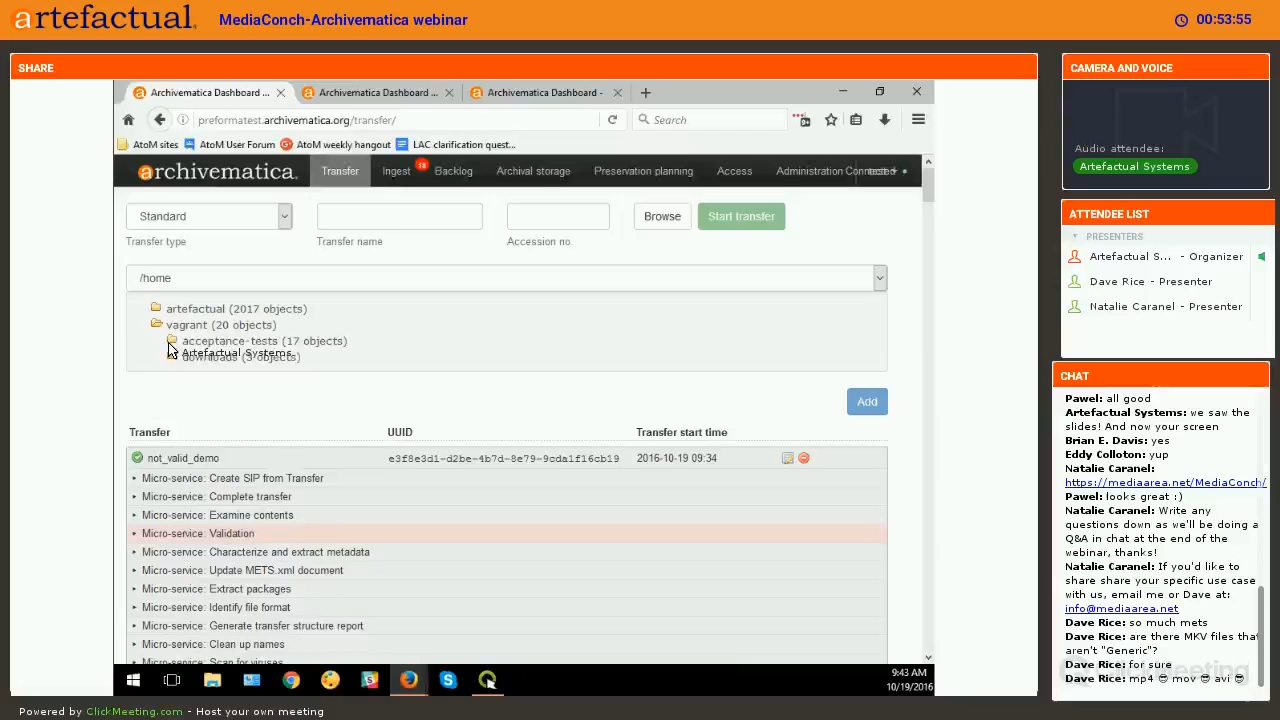 artefactual.
MediaConch-Archivematica webinar
00:53:55
SHARE
Archivematica Dashboard ...
Archivematica Dashboard ...
Archivematica Dashboard -
preformatest.archivematica.org/transfer/
Search
AtoM sites
AtoM User Forum
AtoM weekly hangout
LAC clarification quest...
archivematica.
Transfer
Ingest
Backlog
Archival storage
Preservation planning
Access
Administration
Standard
Browse
Start transfer
Transfer type
Transfer name
Accession no.
/home
artefactual (2017 objects)
vagrant (20 objects)
acceptance-tests (17 objects)
Artefactual Systems
downloads (3 objects)
Add
Transfer UUID Transfer start time
not_valid_demo e3f8e3d1-d2be-4b7d-8e79-9cda1f16cb19 2016-10-19 09:34
Micro-service: Create SIP from Transfer
Micro-service: Complete transfer
Micro-service: Examine contents
Micro-service: Validation
Micro-service: Characterize and extract metadata
Micro-service: Update METS.xml document
Micro-service: Extract packages
Micro-service: Identify file format
Micro-service: Generate transfer structure report
Micro-service: Clean up names
Micro-service: Scan for viruses
9:43 AM
10/19/2016
CAMERA AND VOICE
Audio attendee:
Artefactual Systems
ATTENDEE LIST
PRESENTERS
Artefactual S... - Organizer
Dave Rice - Presenter
Natalie Caranel - Presenter
CHAT
Pawel: all good
Artefactual Systems: we saw the
slides! And now your screen
Brian E. Davis: yes
Eddy Colloton: yup
Natalie Caranel:
https://mediaarea.net/MediaConch/
Pawel: looks great :)
Natalie Caranel: Write any
questions down as we'll be doing a
Q&A in chat at the end of the
webinar, thanks!
Natalie Caranel: If you'd like to
share share your specific use case
with us, email me or Dave at:
info@mediaarea.net
Dave Rice: so much mets
Dave Rice: are there MKV files that
aren't "Generic"?
Dave Rice: for sure
Dave Rice: mp4 😎 mov 😎 avi 😎
Powered by ClickMeeting.com - Host your own meeting